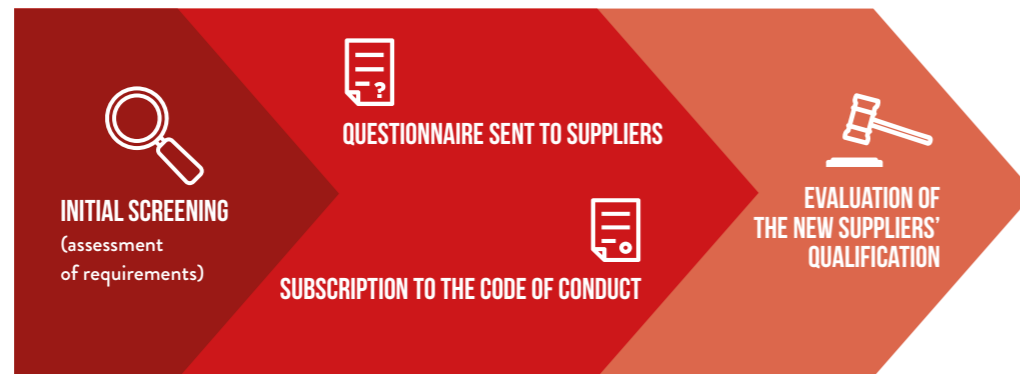 INITIAL SCREENING
(assessment
of requirements)
?
QUESTIONNAIRE SENT TO SUPPLIERS
SUBSCRIPTION TO THE CODE OF CONDUCT
EVALUATION OF
THE NEW SUPPLIERS’
QUALIFICATION